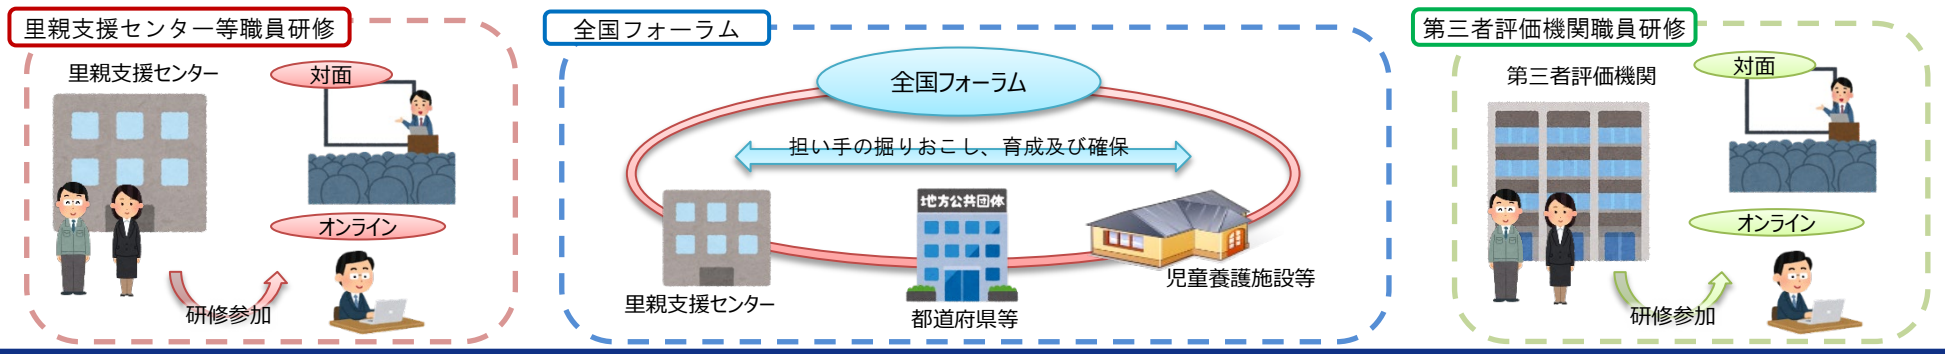 里親支援センター等職員研修
里親支援センター
対面
オンライン
研修参加
全国フォーラム
全国フォーラム
担い手の掘りおこし、育成及び確保
地方公共団体
里親支援センター
都道府県等
児童養護施設等
第三者評価機関職員研修
第三者評価機関
対面
オンライン
研修参加